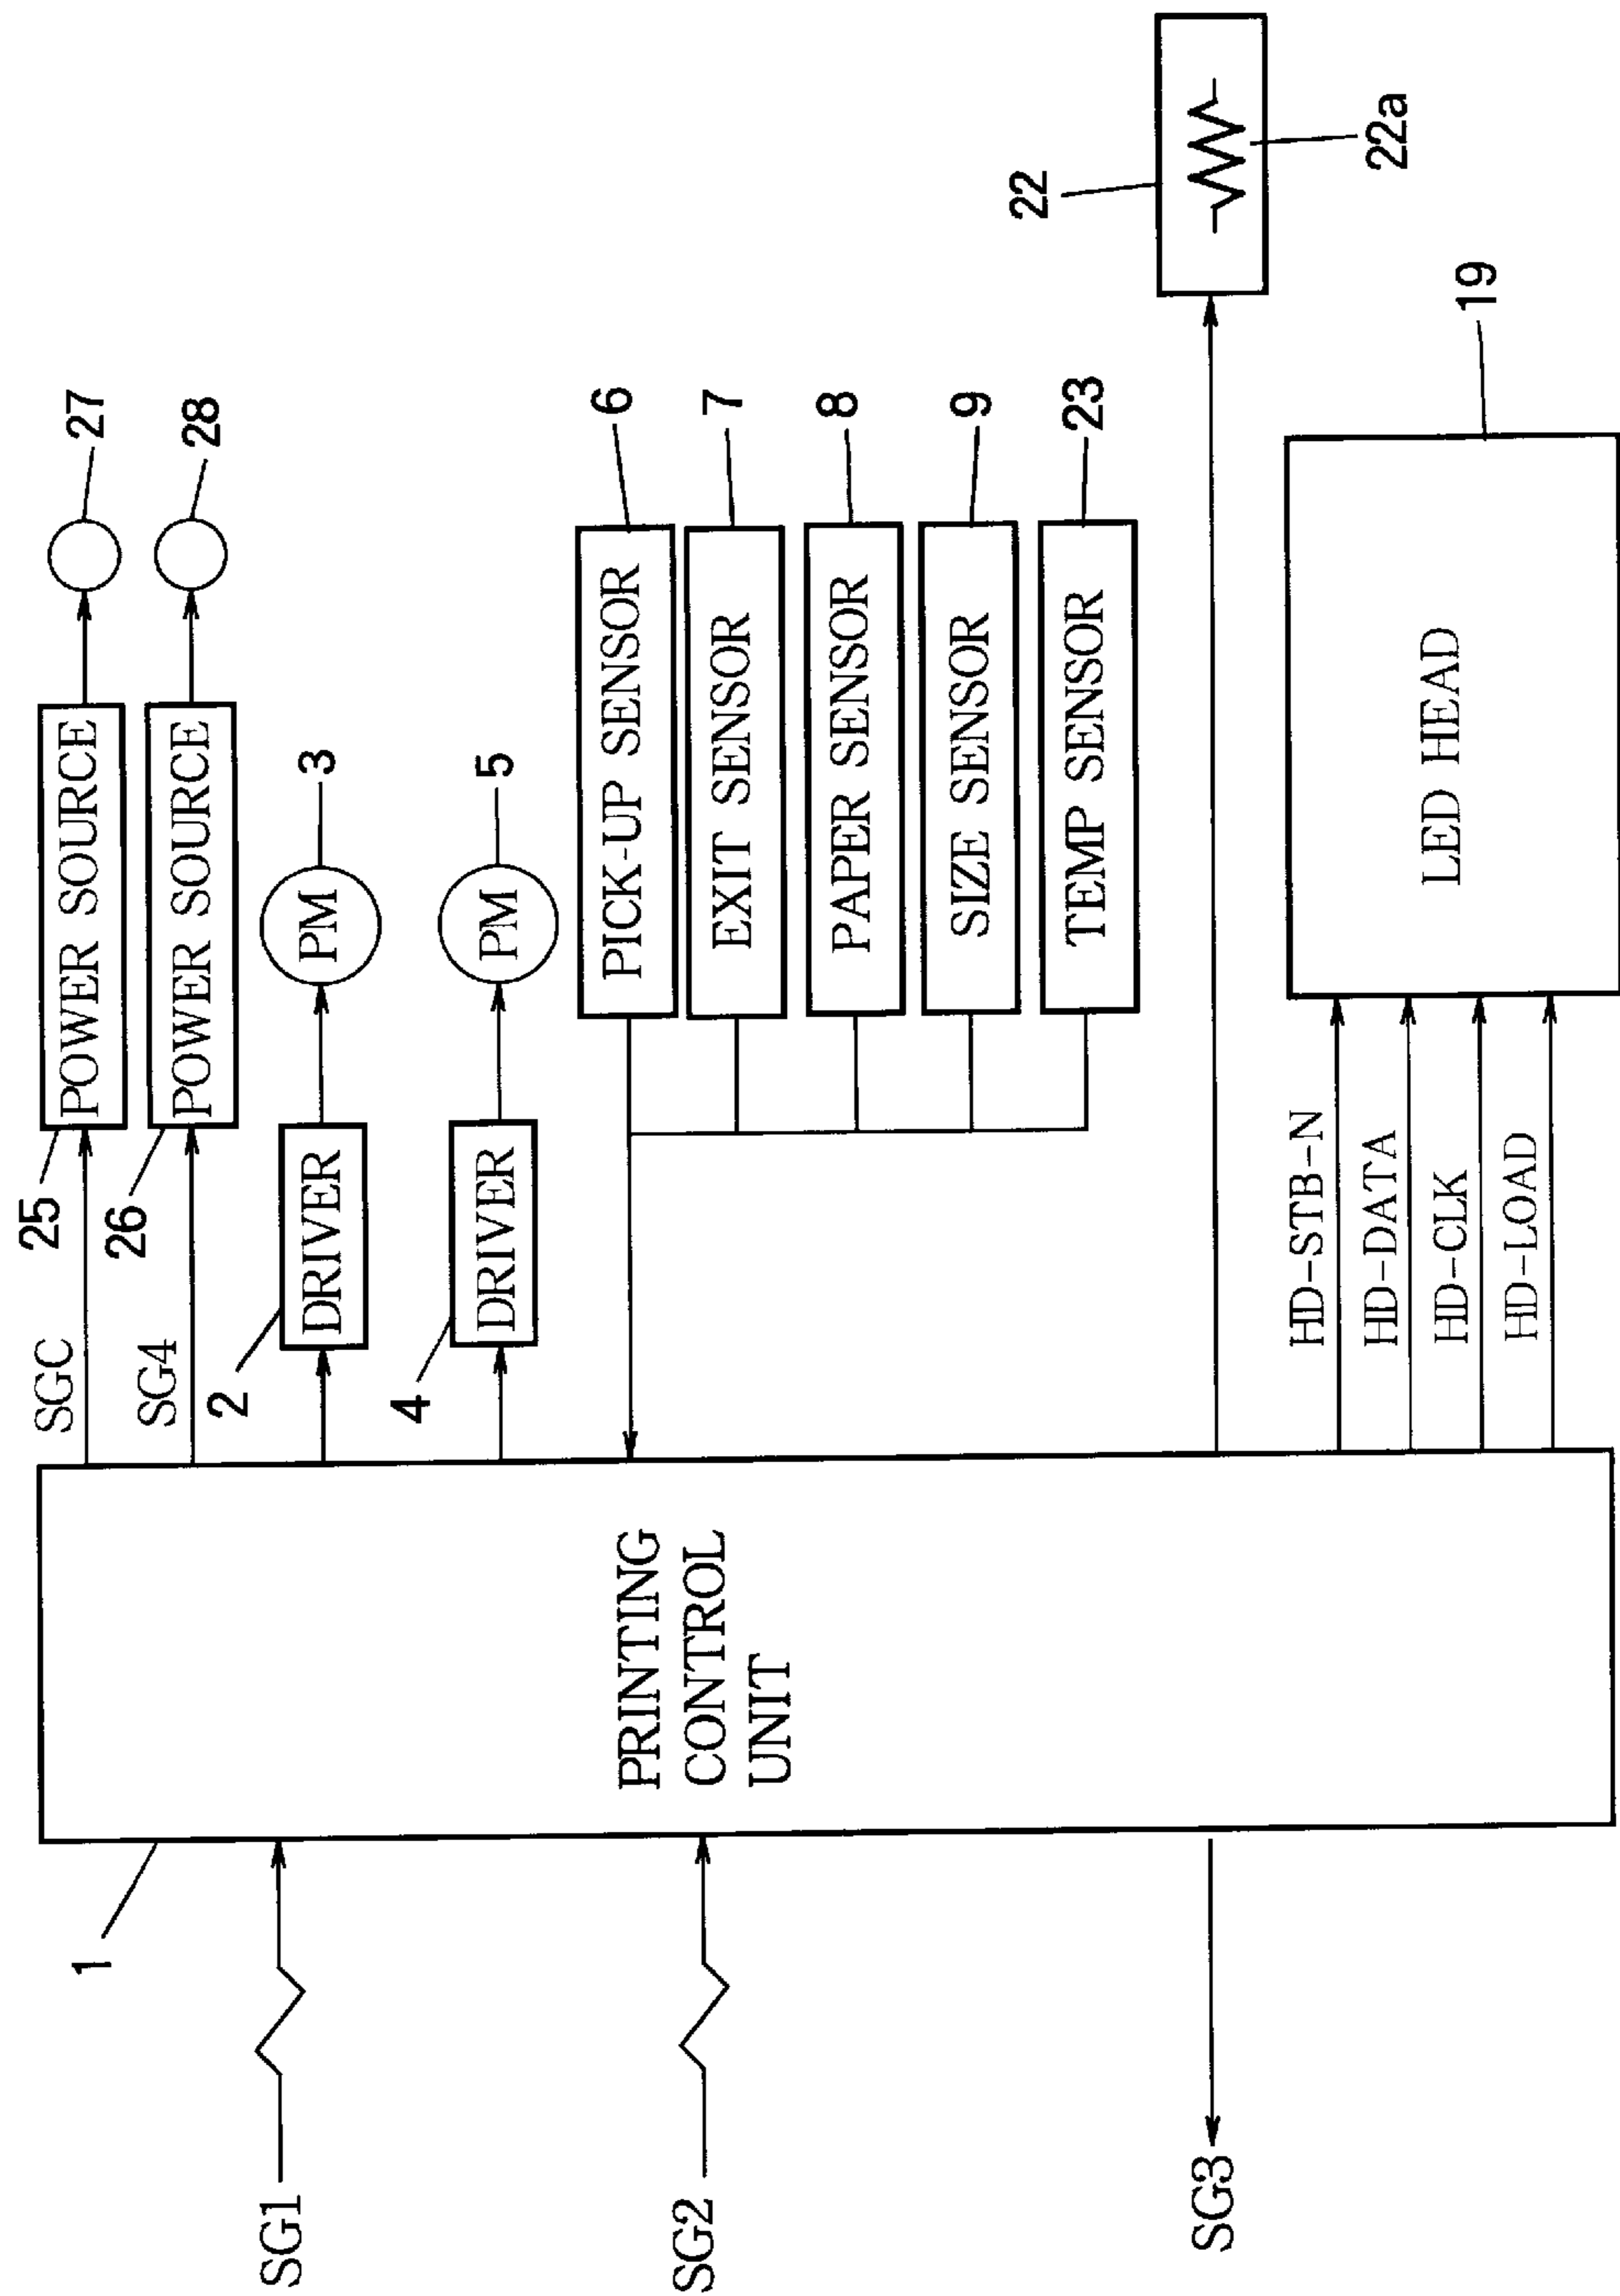 SG1
SG2
SG3
1
PRINTING
CONTROL
UNIT
SGC
25
POWER SOURCE
27
SG4
26
POWER SOURCE
28
2
DRIVER
PM
3
4
DRIVER
PM
5
PICK-UP SENSOR
6
EXIT SENSOR
7
PAPER SENSOR
8
SIZE SENSOR
9
TEMP SENSOR
23
22
22a
HD-STB-N
HD-DATA
HD-CLK
HD-LOAD
LED HEAD
19